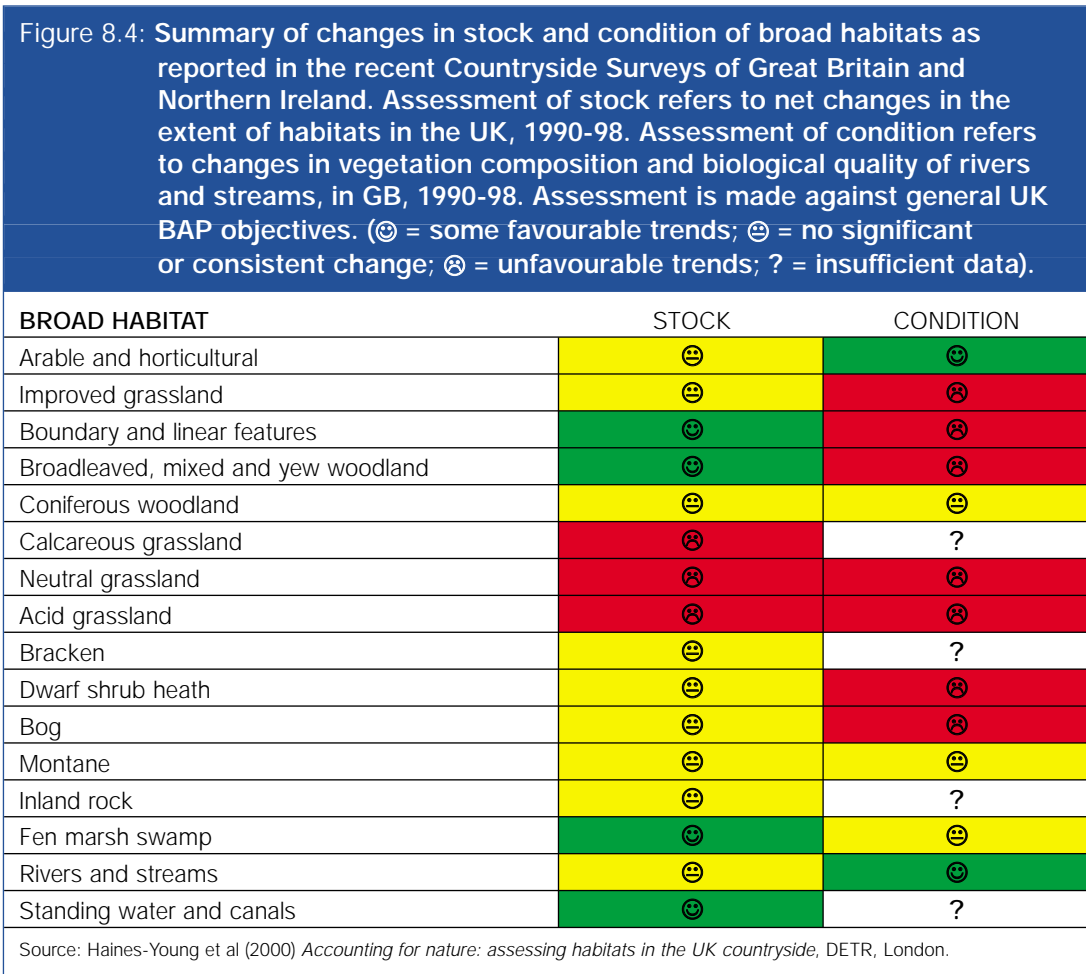 Figure 8.4: Summary of changes in stock and condition of broad habitats as
reported in the recent Countryside Surveys of Great Britain and
Northern Ireland. Assessment of stock refers to net changes in the
extent of habitats in the UK, 1990-98. Assessment of condition refers
to changes in vegetation composition and biological quality of rivers
and streams, in GB, 1990-98. Assessment is made against general UK
BAP objectives. (☺ = some favourable trends; 😐 = no significant
or consistent change; ☹ = unfavourable trends; ? = insufficient data).
BROAD HABITAT STOCK CONDITION
Arable and horticultural 😐 ☺
Improved grassland 😐 ☹
Boundary and linear features ☺ ☹
Broadleaved, mixed and yew woodland ☺ ☹
Coniferous woodland 😐 😐
Calcareous grassland ☹ ?
Neutral grassland ☹ ☹
Acid grassland ☹ ☹
Bracken 😐 ?
Dwarf shrub heath 😐 ☹
Bog 😐 ☹
Montane 😐 😐
Inland rock 😐 ?
Fen marsh swamp ☺ 😐
Rivers and streams 😐 ☺
Standing water and canals ☺ ?
Source: Haines-Young et al (2000) Accounting for nature: assessing habitats in the UK countryside, DETR, London.